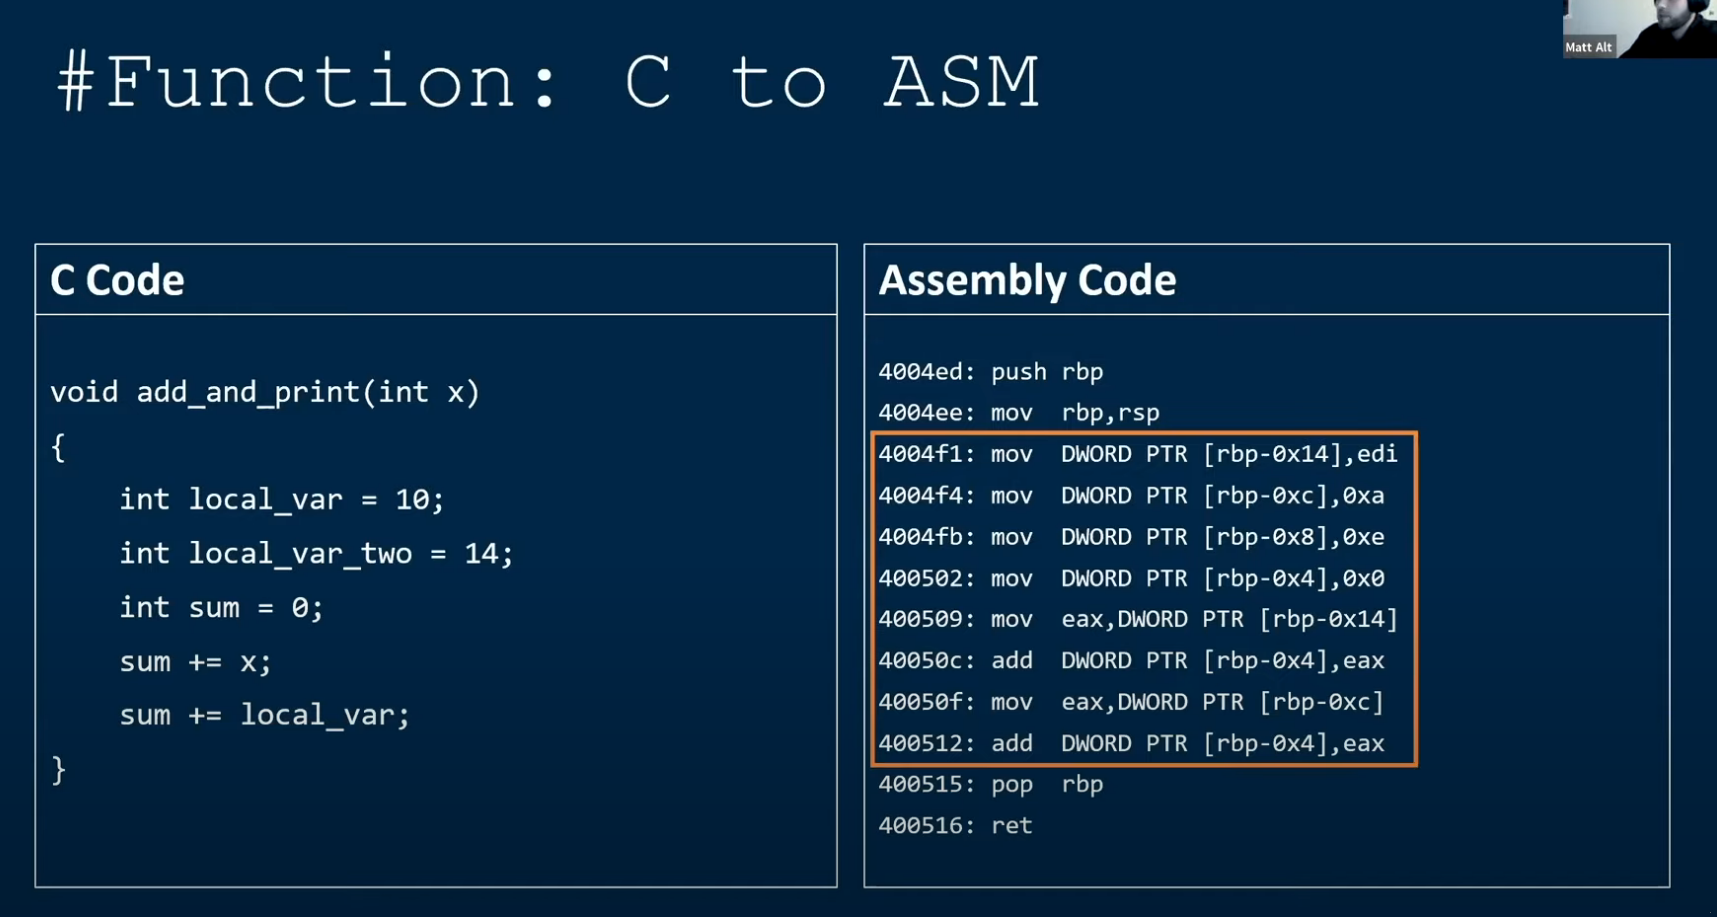 Matt Alt
#Function: C to ASM
C Code
void add_and_print(int x)
{
int local_var = 10;
int local_var_two = 14;
int sum = 0;
sum += x;
sum += local_var;
}
Assembly Code
4004ed: push rbp
4004ee: mov rbp,rsp
4004f1: mov DWORD PTR [rbp-0x14],edi
4004f4: mov DWORD PTR [rbp-0xc],0xa
4004fb: mov DWORD PTR [rbp-0x8],0xe
400502: mov DWORD PTR [rbp-0x4],0x0
400509: mov eax,DWORD PTR [rbp-0x14]
40050c: add DWORD PTR [rbp-0x4],eax
40050f: mov eax,DWORD PTR [rbp-0xc]
400512: add DWORD PTR [rbp-0x4],eax
400515: pop rbp
400516: ret